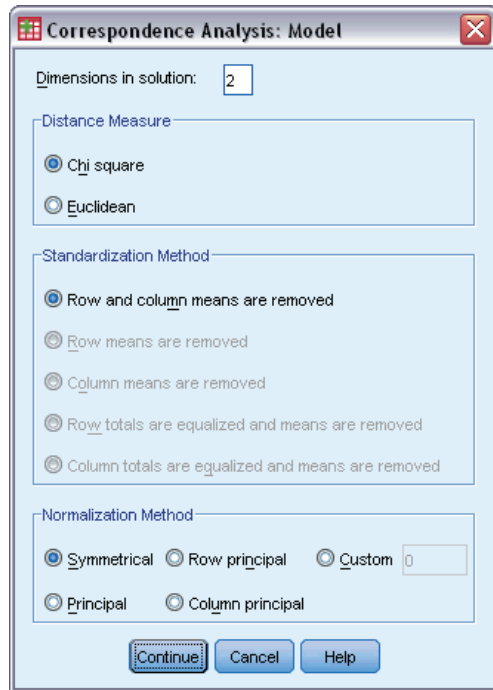 Correspondence Analysis: Model
Dimensions in solution: 2
Distance Measure
Chi square
Euclidean
Standardization Method
Row and column means are removed
Row means are removed
Column means are removed
Row totals are equalized and means are removed
Column totals are equalized and means are removed
Normalization Method
Symmetrical Row principal Custom 0
Principal Column principal
Continue Cancel Help